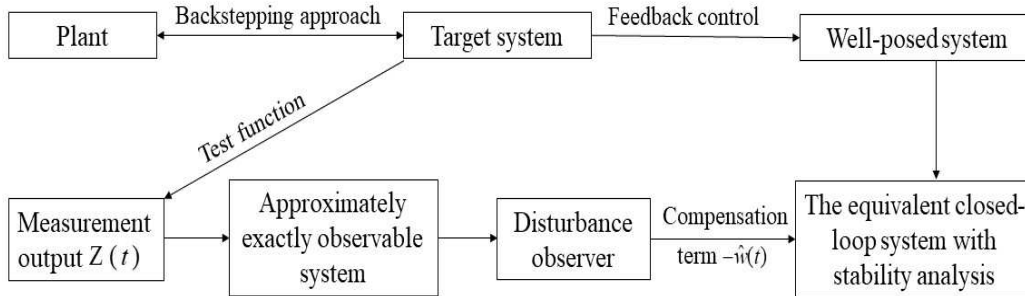 Backstepping approach
Feedback control
Plant
Target system
Well-posed system
Test function
Measurement
output Z (t)
Approximately
exactly observable
system
Disturbance
observer
Compensation
term −ŵ(t)
The equivalent closed-
loop system with
stability analysis